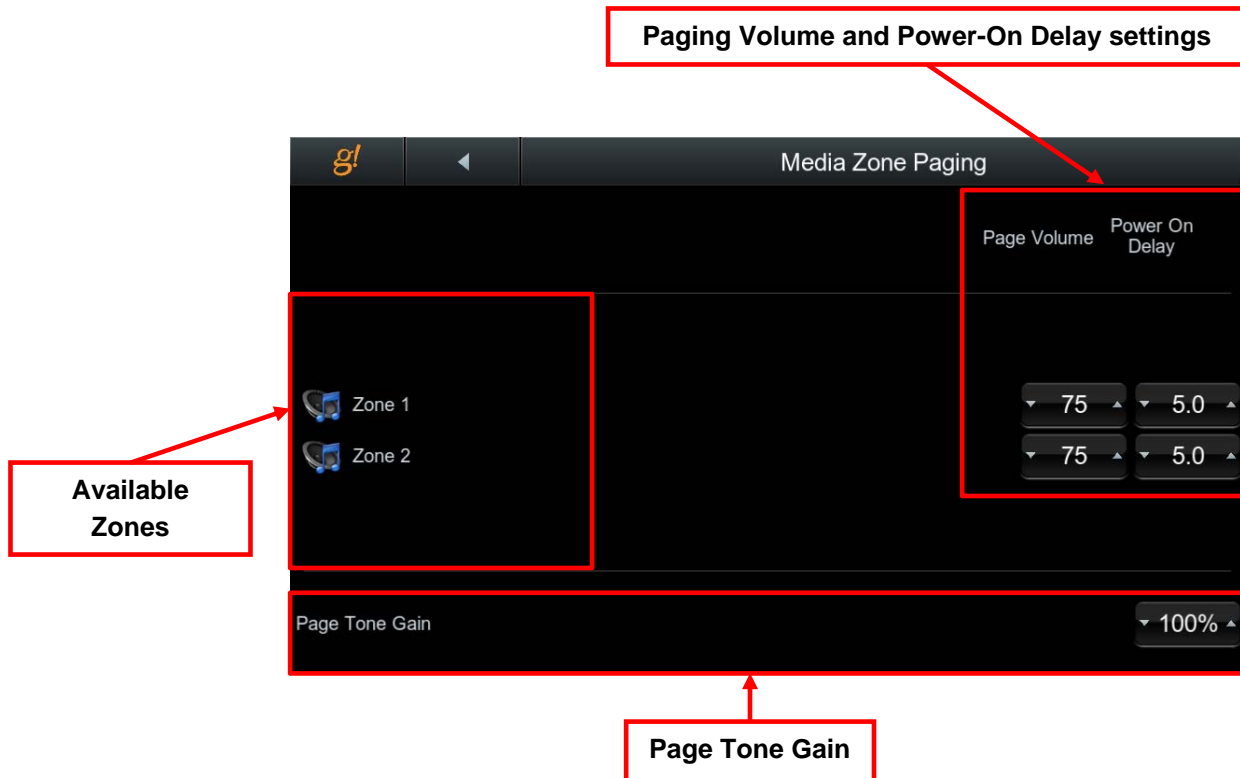 Paging Volume and Power-On Delay settings
g!
Media Zone Paging
Page Volume
Power On
Delay
Zone 1
75
5.0
Zone 2
75
5.0
Available
Zones
Page Tone Gain
100%
Page Tone Gain